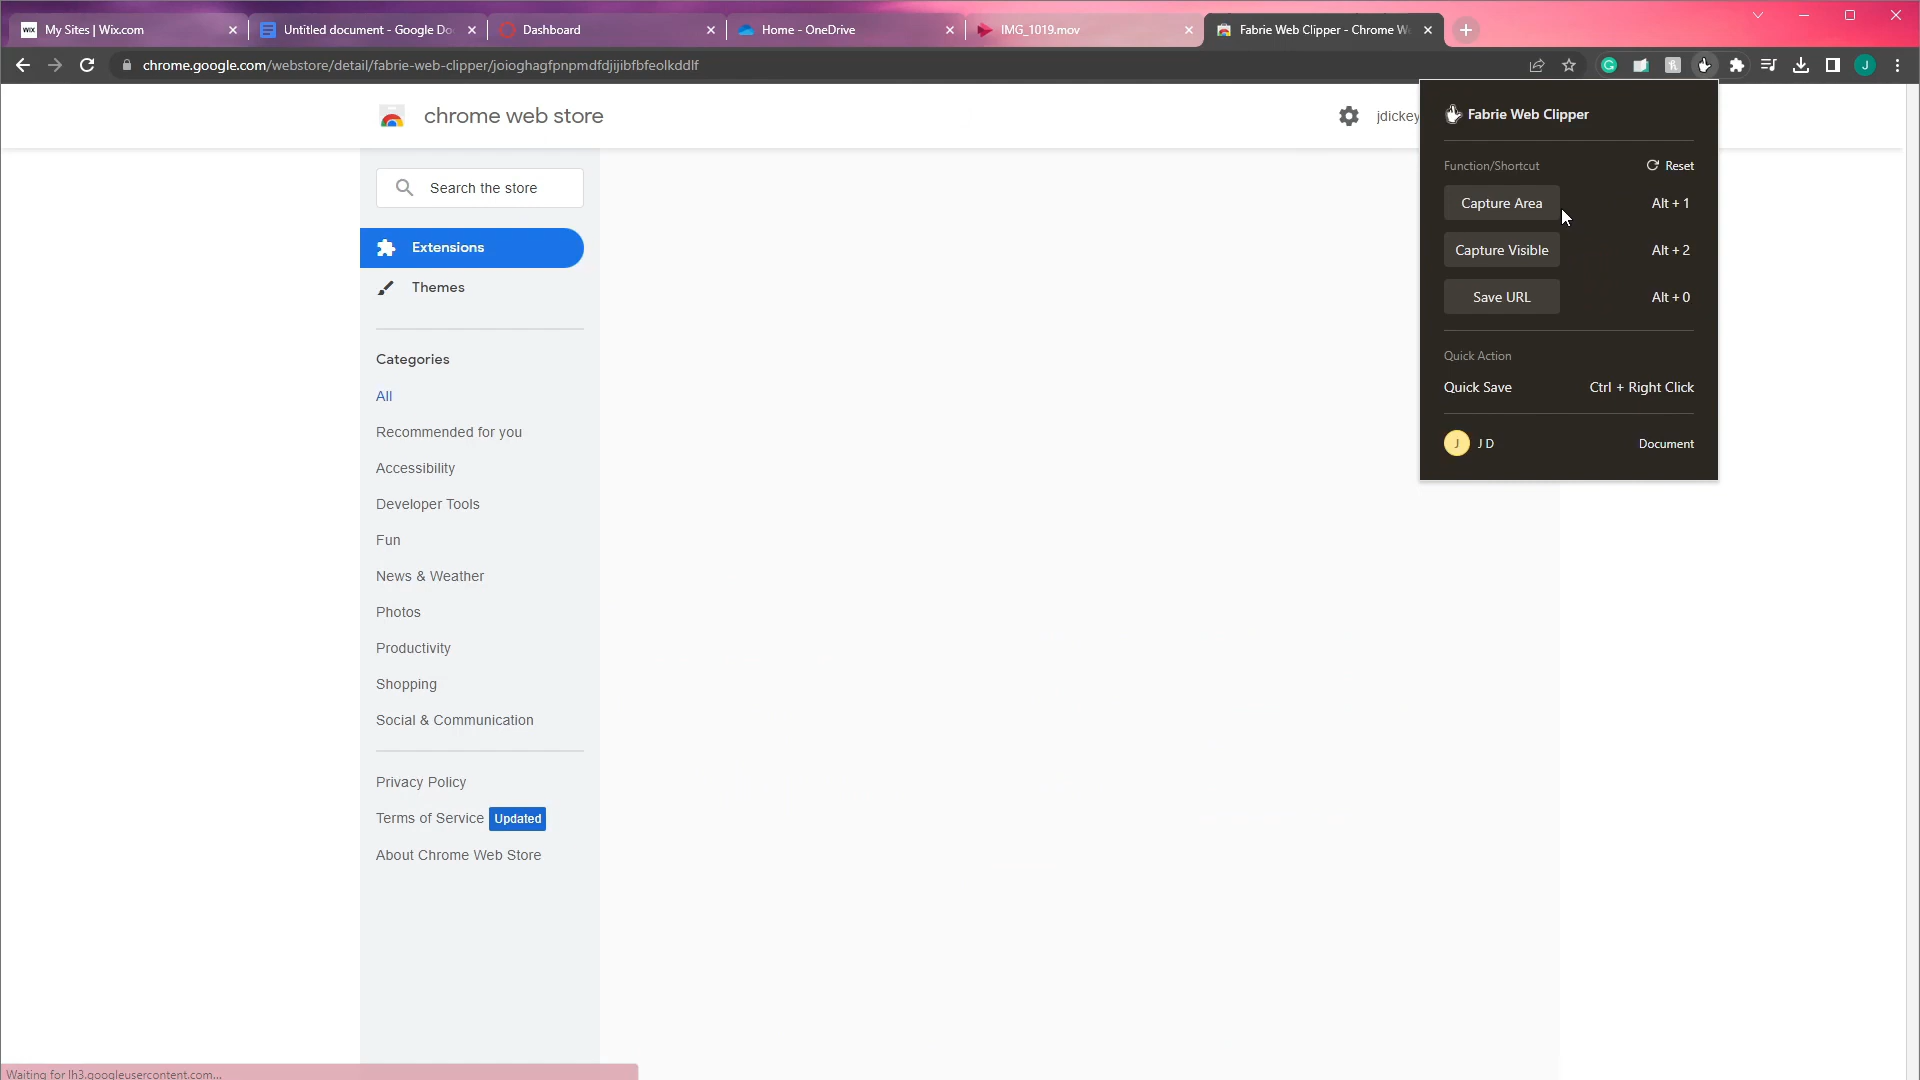 WIX My Sites | Wix.com
Untitled document - Google Do
Dashboard
Home - OneDrive
IMG_1019.mov
Fabrie Web Clipper - Chrome W
chrome.google.com/webstore/detail/fabrie-web-clipper/joioghagfpnpmdfdjijibfbfeolkddlf
J
chrome web store
jdickey
Fabrie Web Clipper
Function/Shortcut
Reset
Capture Area
Alt + 1
Capture Visible
Alt + 2
Save URL
Alt + 0
Quick Action
Quick Save
Ctrl + Right Click
J
J D
Document
Search the store
Extensions
Themes
Categories
All
Recommended for you
Accessibility
Developer Tools
Fun
News & Weather
Photos
Productivity
Shopping
Social & Communication
Privacy Policy
Terms of Service Updated
About Chrome Web Store
Waiting for lh3.googleusercontent.com...